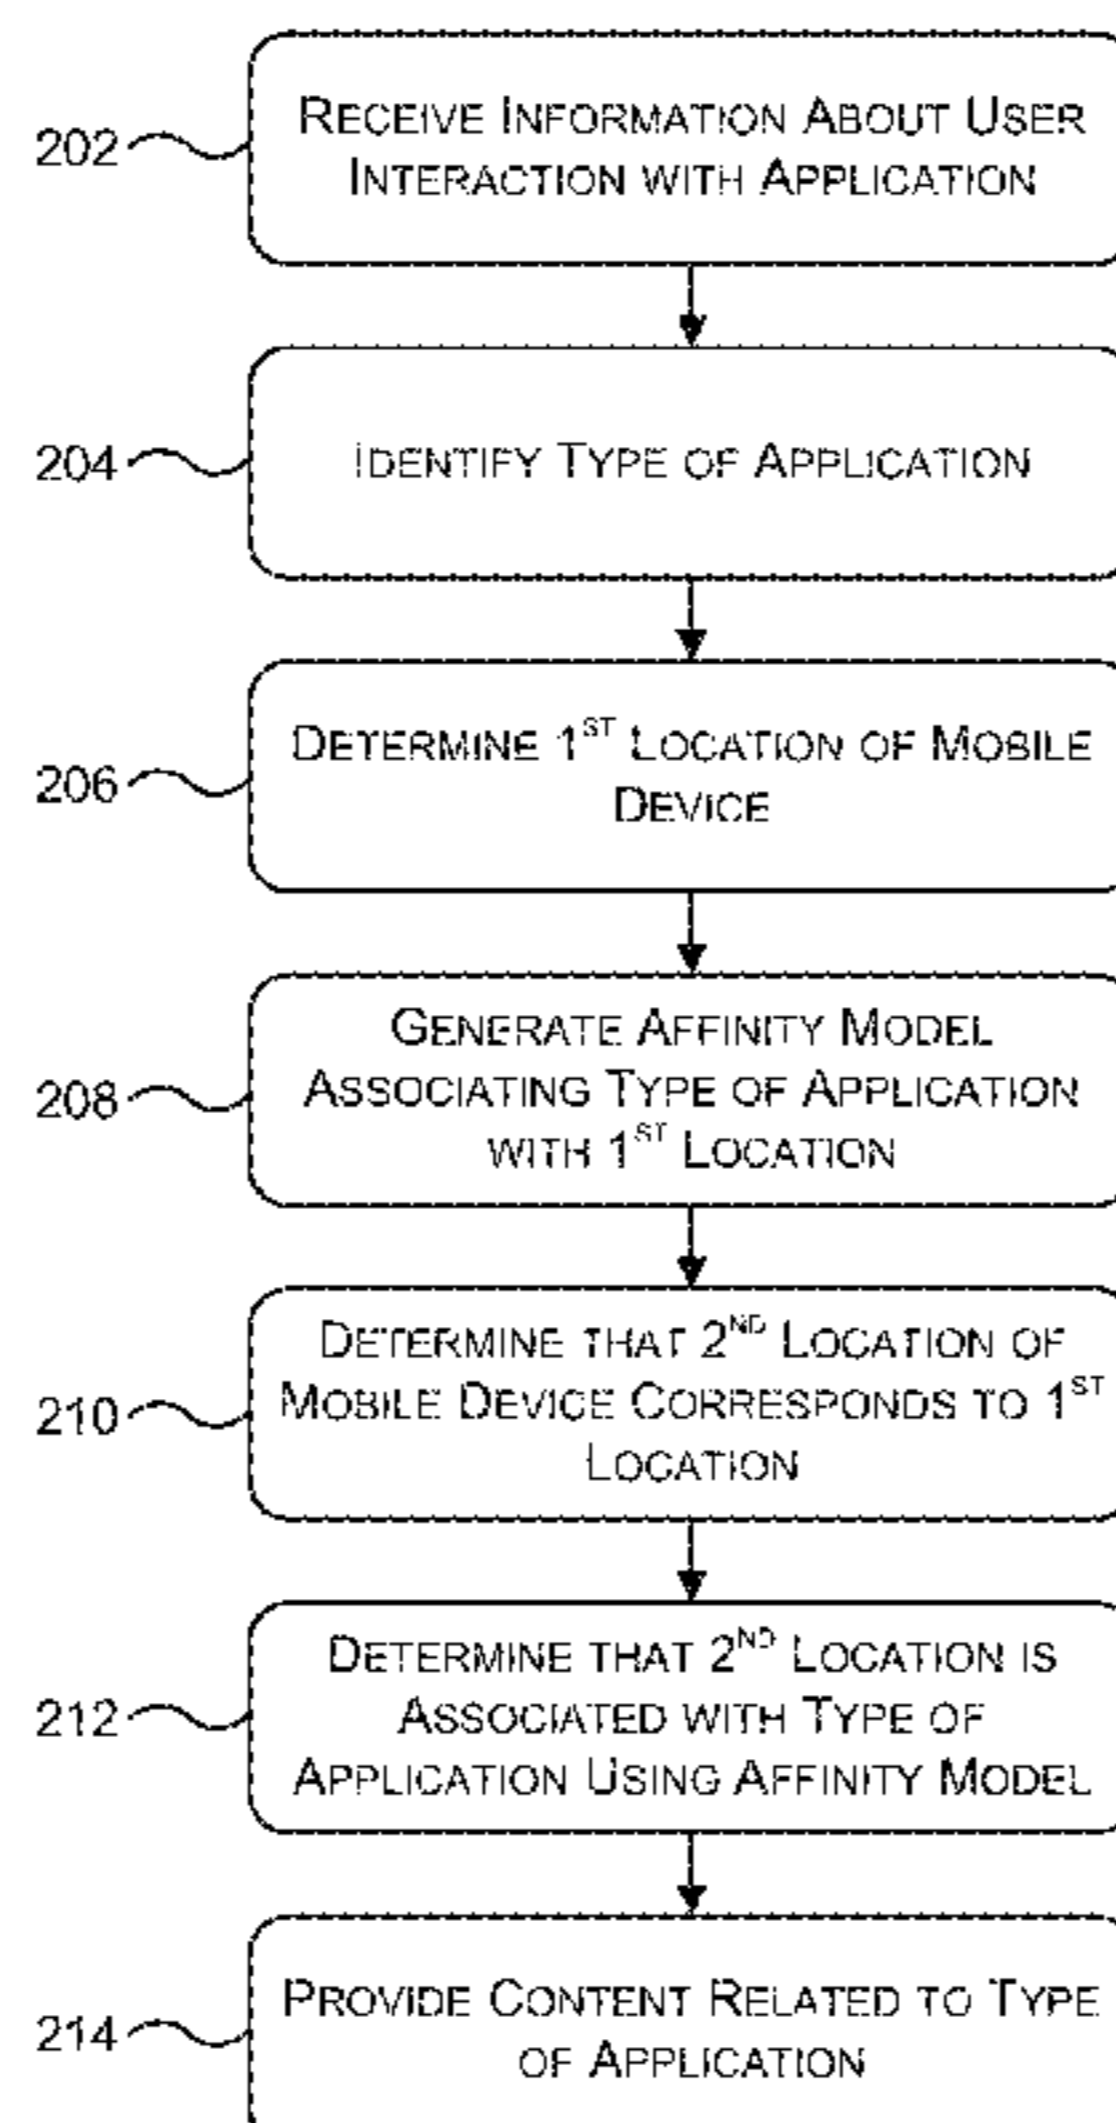 202
RECEIVE INFORMATION ABOUT USER
INTERACTION WITH APPLICATION
204
IDENTIFY TYPE OF APPLICATION
206
DETERMINE 1ST LOCATION OF MOBILE
DEVICE
208
GENERATE AFFINITY MODEL
ASSOCIATING TYPE OF APPLICATION
WITH 1ST LOCATION
210
DETERMINE THAT 2ND LOCATION OF
MOBILE DEVICE CORRESPONDS TO 1ST
LOCATION
212
DETERMINE THAT 2ND LOCATION IS
ASSOCIATED WITH TYPE OF
APPLICATION USING AFFINITY MODEL
214
PROVIDE CONTENT RELATED TO TYPE
OF APPLICATION